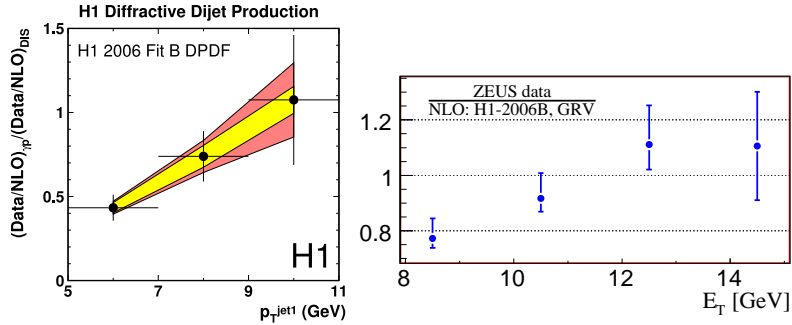 H1 Diffractive Dijet Production
(Data/NLO)γp/(Data/NLO)DIS
1.5
1
0.5
0
H1 2006 Fit B DPDF
H1
5 7 9 11
pT jet1 (GeV)
ZEUS data
NLO: H1-2006B, GRV
1.2
1
0.8
8 10 12 14
ET [GeV]